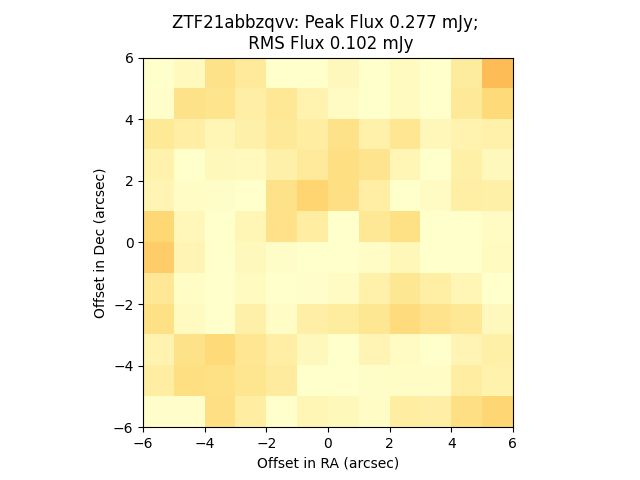 ZTF21abbzqvv: Peak Flux 0.277 mJy;
RMS Flux 0.102 mJy
6
4
2
0
−2
−4
−6
Offset in Dec (arcsec)
−6 −4 −2 0 2 4 6
Offset in RA (arcsec)